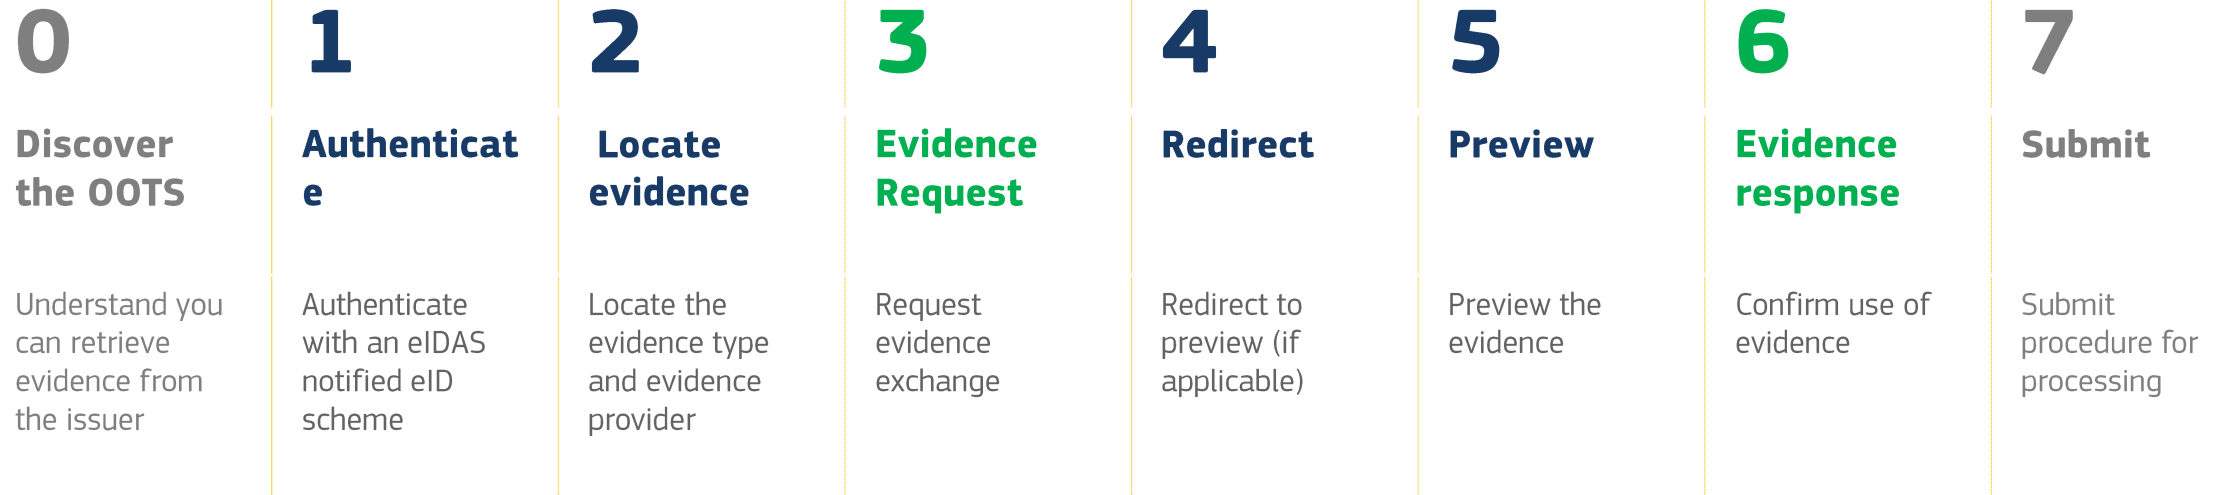 0
Discover
the OOTS
Understand you
can retrieve
evidence from
the issuer
1
Authenticat
e
Authenticate
with an eIDAS
notified eID
scheme
2
Locate
evidence
Locate the
evidence type
and evidence
provider
3
Evidence
Request
Request
evidence
exchange
4
Redirect
Redirect to
preview (if
applicable)
5
Preview
Preview the
evidence
6
Evidence
response
Confirm use of
evidence
7
Submit
Submit
procedure for
processing